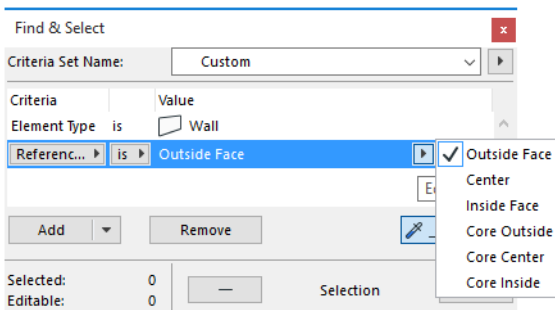 Find & Select
x
Criteria Set Name: Custom
Criteria Value
Element Type is Wall
Referenc... is Outside Face
Outside Face
Center
Inside Face
Core Outside
Core Center
Core Inside
Add Remove
Selected: 0
Editable: 0
— Selection